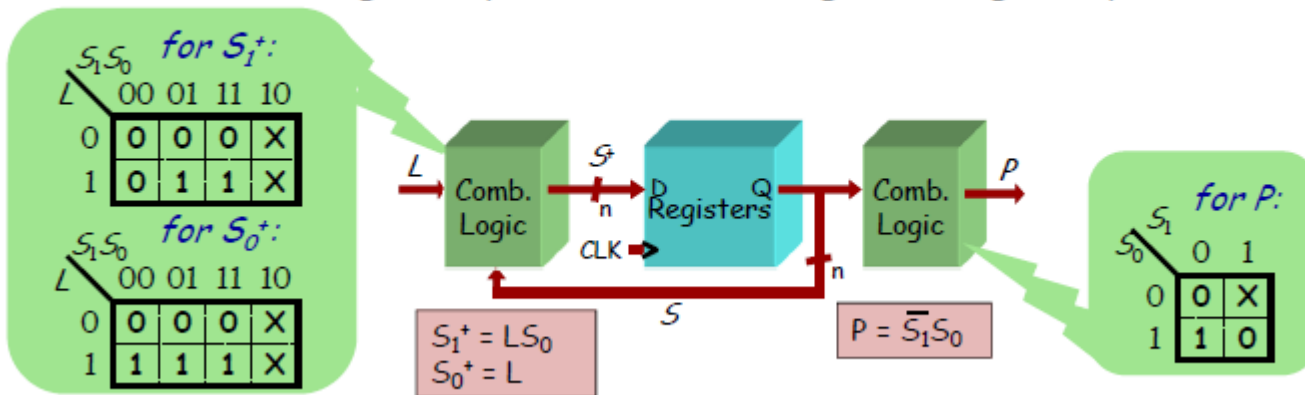 for S₁⁺:
S₁S₀
L 00 01 11 10
0 0 0 0 X
1 0 1 1 X
for S₀⁺:
S₁S₀
L 00 01 11 10
0 0 0 0 X
1 1 1 1 X
L
Comb.
Logic
S⁺
n
D Q
Registers
CLK
n
S
Comb.
Logic
P
S₁⁺ = LS₀
S₀⁺ = L
P = S̅₁S₀
for P:
S₁
S₀ 0 1
0 0 X
1 1 0